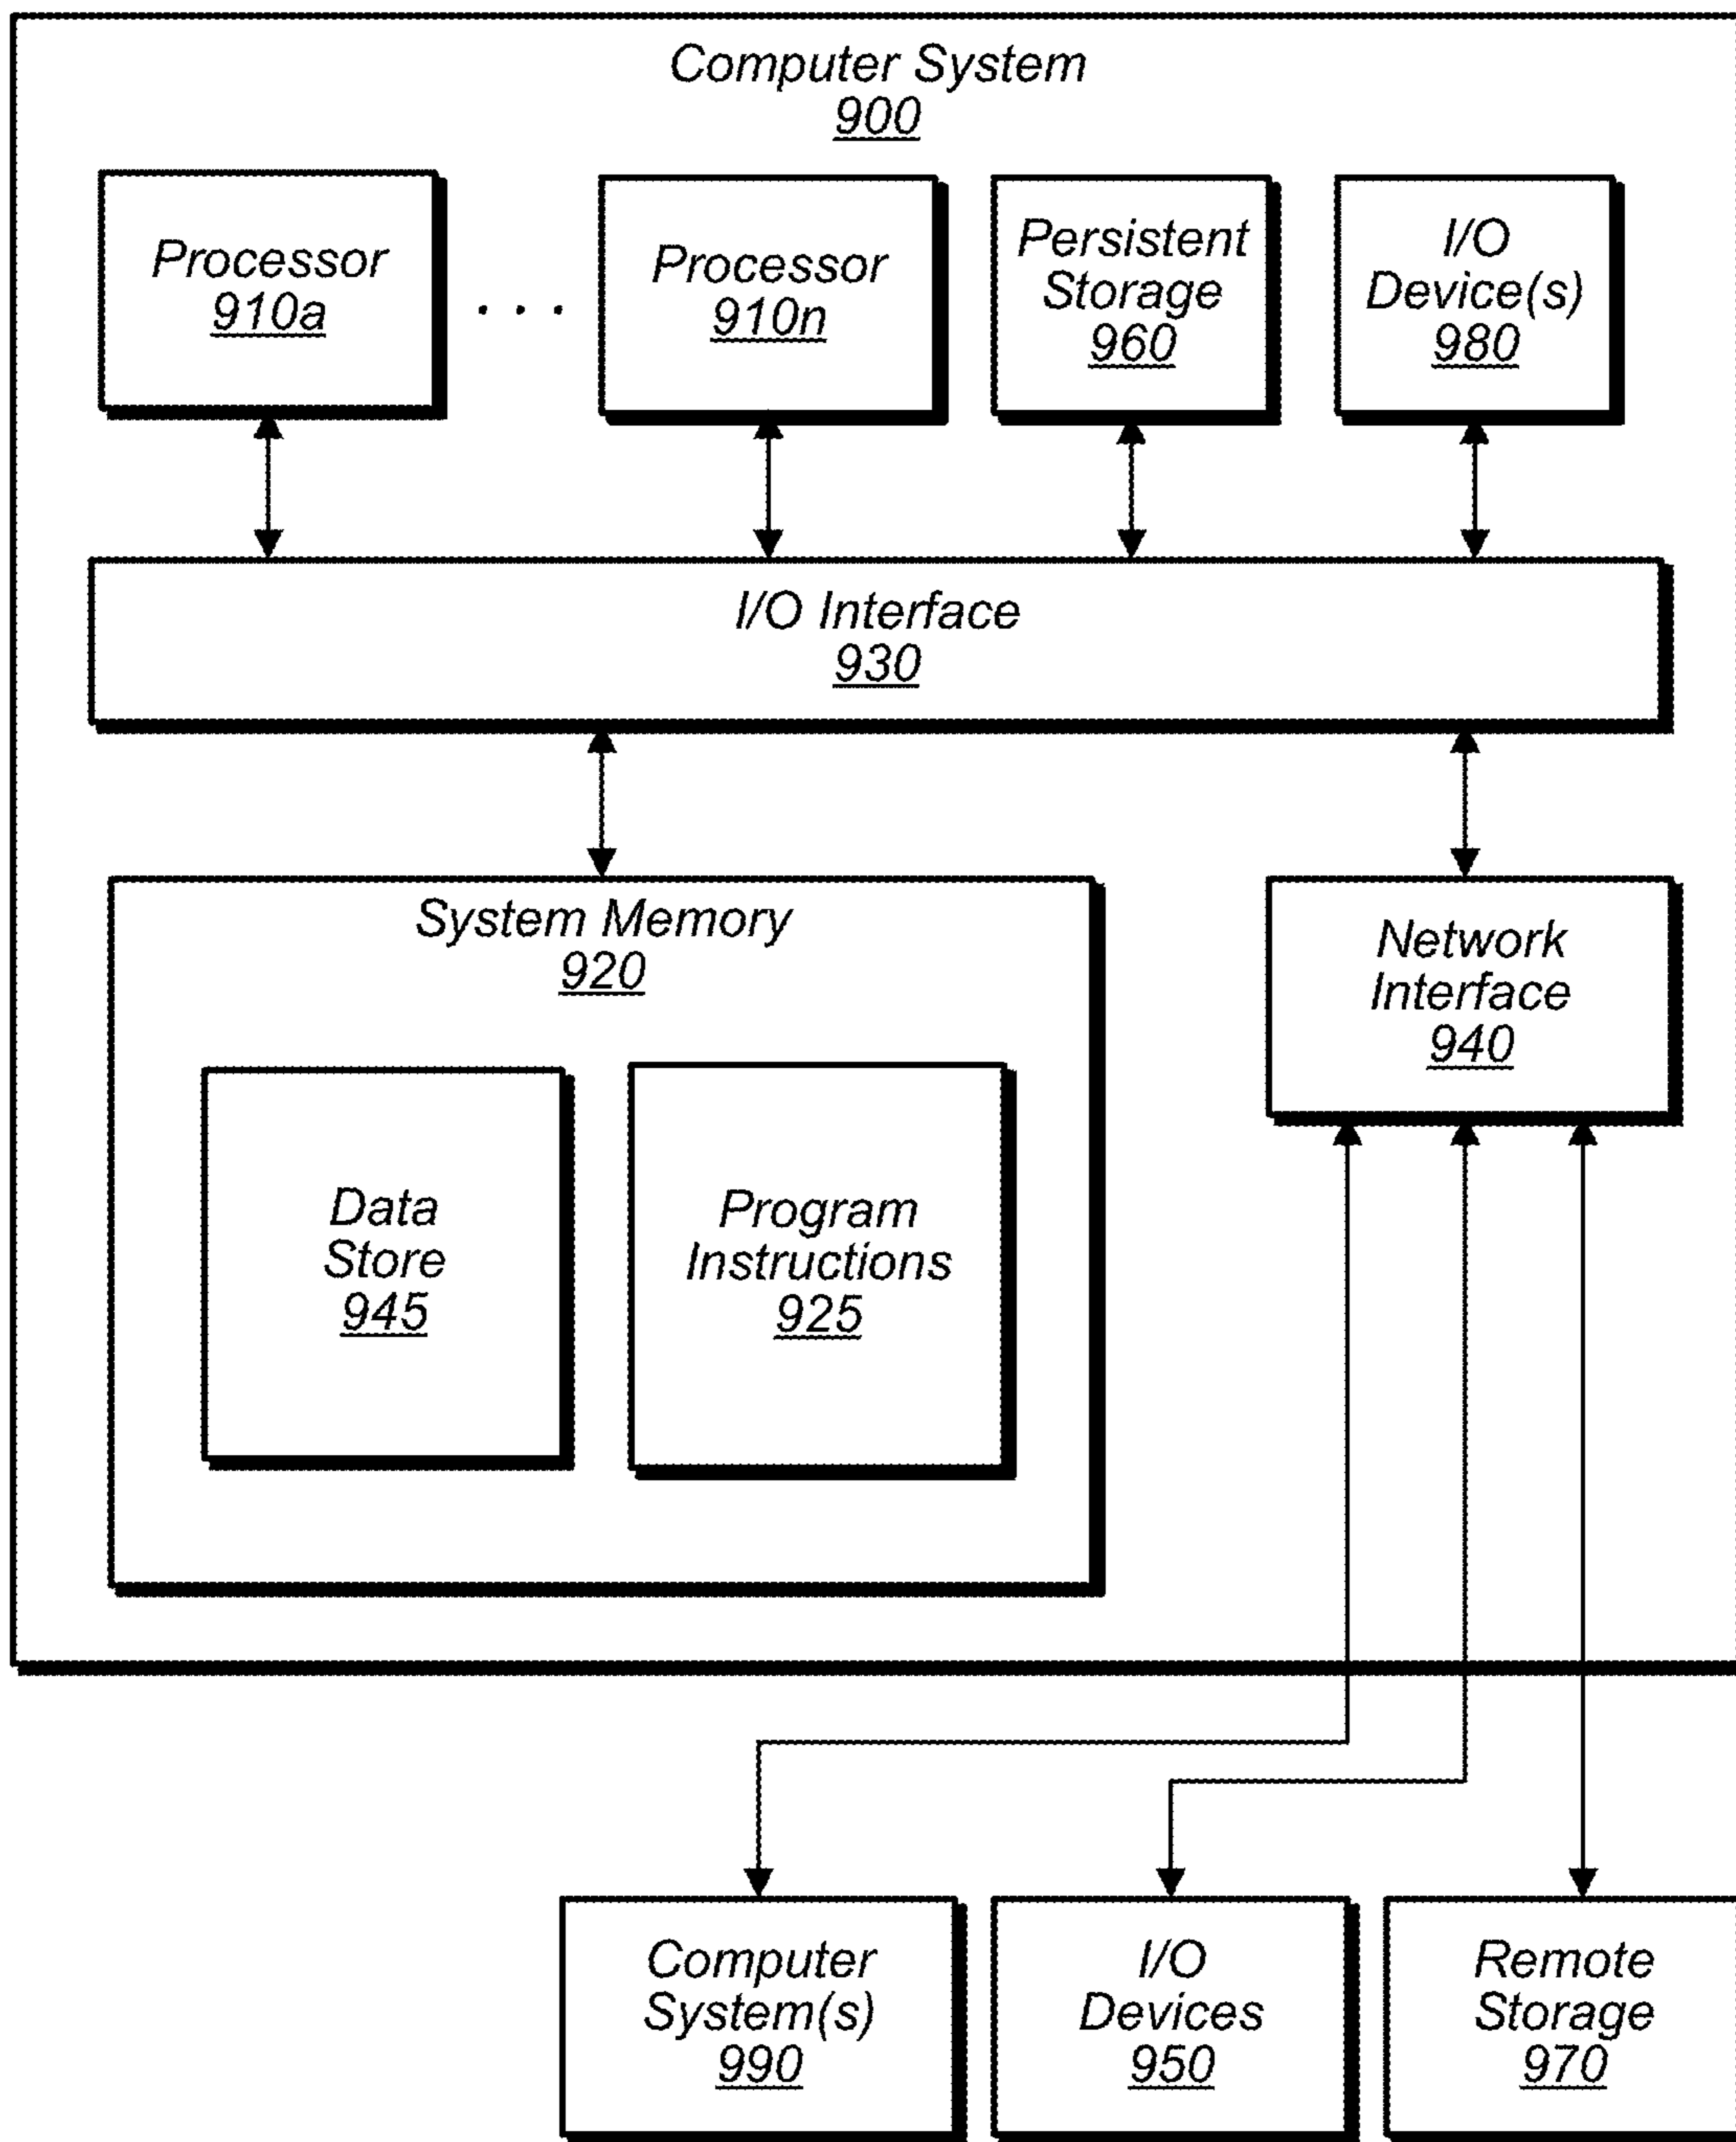 Computer System
900
Processor
910a
. . .
Processor
910n
Persistent
Storage
960
I/O
Device(s)
980
I/O Interface
930
System Memory
920
Data
Store
945
Program
Instructions
925
Network
Interface
940
Computer
System(s)
990
I/O
Devices
950
Remote
Storage
970